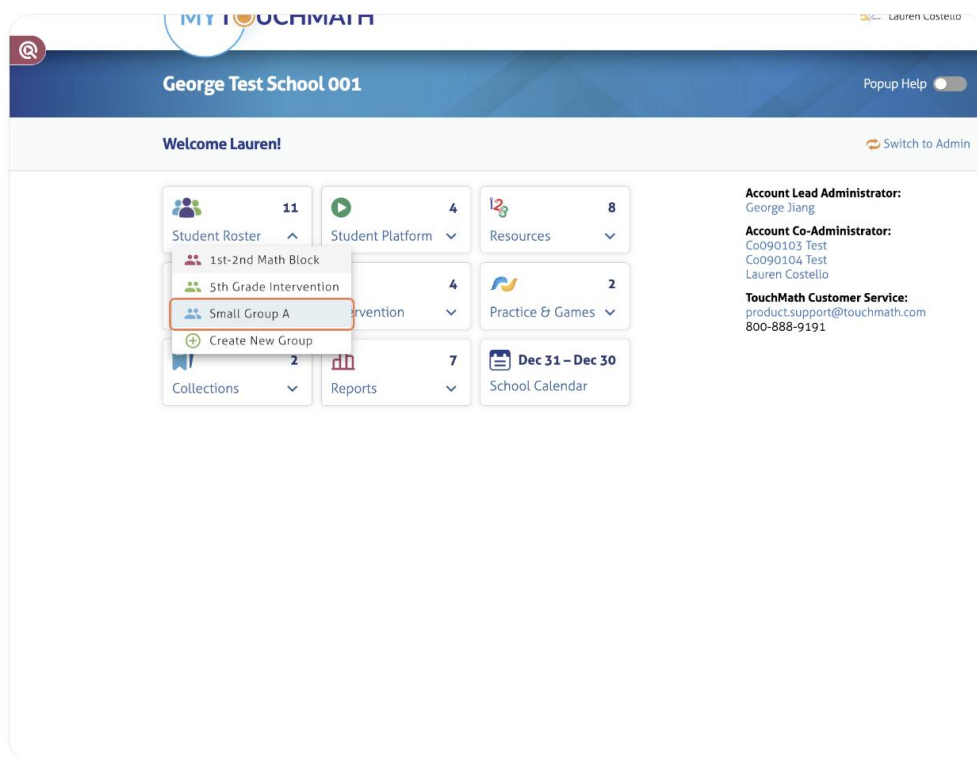 MYTOUCHMATH
Lauren Costello
George Test School 001
Popup Help
Welcome Lauren!
Switch to Admin
11
Student Roster
4
Student Platform
123
8
Resources
1st-2nd Math Block
5th Grade Intervention
Small Group A
Create New Group
4
2
Practice & Games
2
Collections
7
Reports
Dec 31 – Dec 30
School Calendar
Account Lead Administrator:
George Jiang
Account Co-Administrator:
Co090103 Test
Co090104 Test
Lauren Costello
TouchMath Customer Service:
product.support@touchmath.com
800-888-9191